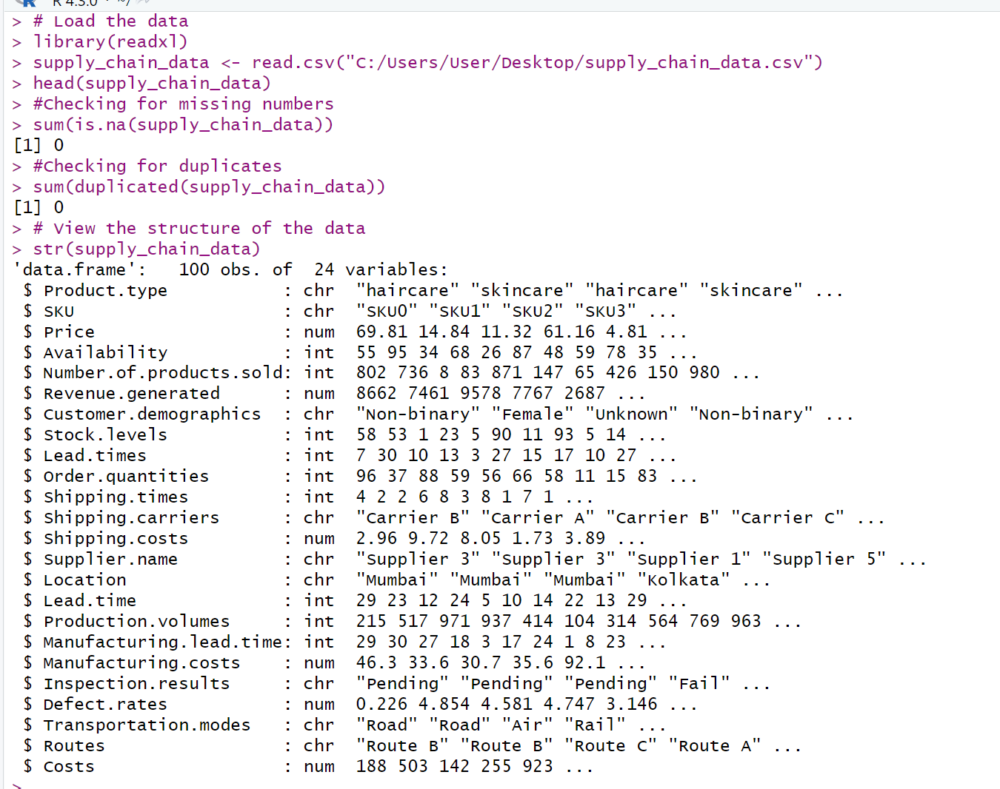 R 4.3.0 · ~/
> # Load the data
> library(readxl)
> supply_chain_data <- read.csv("C:/Users/User/Desktop/supply_chain_data.csv")
> head(supply_chain_data)
> #Checking for missing numbers
> sum(is.na(supply_chain_data))
[1] 0
> #Checking for duplicates
> sum(duplicated(supply_chain_data))
[1] 0
> # View the structure of the data
> str(supply_chain_data)
'data.frame':   100 obs. of  24 variables:
 $ Product.type           : chr  "haircare" "skincare" "haircare" "skincare" ...
 $ SKU                    : chr  "SKU0" "SKU1" "SKU2" "SKU3" ...
 $ Price                  : num  69.81 14.84 11.32 61.16 4.81 ...
 $ Availability           : int  55 95 34 68 26 87 48 59 78 35 ...
 $ Number.of.products.sold: int  802 736 8 83 871 147 65 426 150 980 ...
 $ Revenue.generated      : num  8662 7461 9578 7767 2687 ...
 $ Customer.demographics  : chr  "Non-binary" "Female" "Unknown" "Non-binary" ...
 $ Stock.levels           : int  58 53 1 23 5 90 11 93 5 14 ...
 $ Lead.times             : int  7 30 10 13 3 27 15 17 10 27 ...
 $ Order.quantities       : int  96 37 88 59 56 66 58 11 15 83 ...
 $ Shipping.times         : int  4 2 2 6 8 3 8 1 7 1 ...
 $ Shipping.carriers      : chr  "Carrier B" "Carrier A" "Carrier B" "Carrier C" ...
 $ Shipping.costs         : num  2.96 9.72 8.05 1.73 3.89 ...
 $ Supplier.name          : chr  "Supplier 3" "Supplier 3" "Supplier 1" "Supplier 5" ...
 $ Location               : chr  "Mumbai" "Mumbai" "Mumbai" "Kolkata" ...
 $ Lead.time              : int  29 23 12 24 5 10 14 22 13 29 ...
 $ Production.volumes     : int  215 517 971 937 414 104 314 564 769 963 ...
 $ Manufacturing.lead.time: int  29 30 27 18 3 17 24 1 8 23 ...
 $ Manufacturing.costs    : num  46.3 33.6 30.7 35.6 92.1 ...
 $ Inspection.results     : chr  "Pending" "Pending" "Pending" "Fail" ...
 $ Defect.rates           : num  0.226 4.854 4.581 4.747 3.146 ...
 $ Transportation.modes   : chr  "Road" "Road" "Air" "Rail" ...
 $ Routes                 : chr  "Route B" "Route B" "Route C" "Route A" ...
 $ Costs                  : num  188 503 142 255 923 ...
>